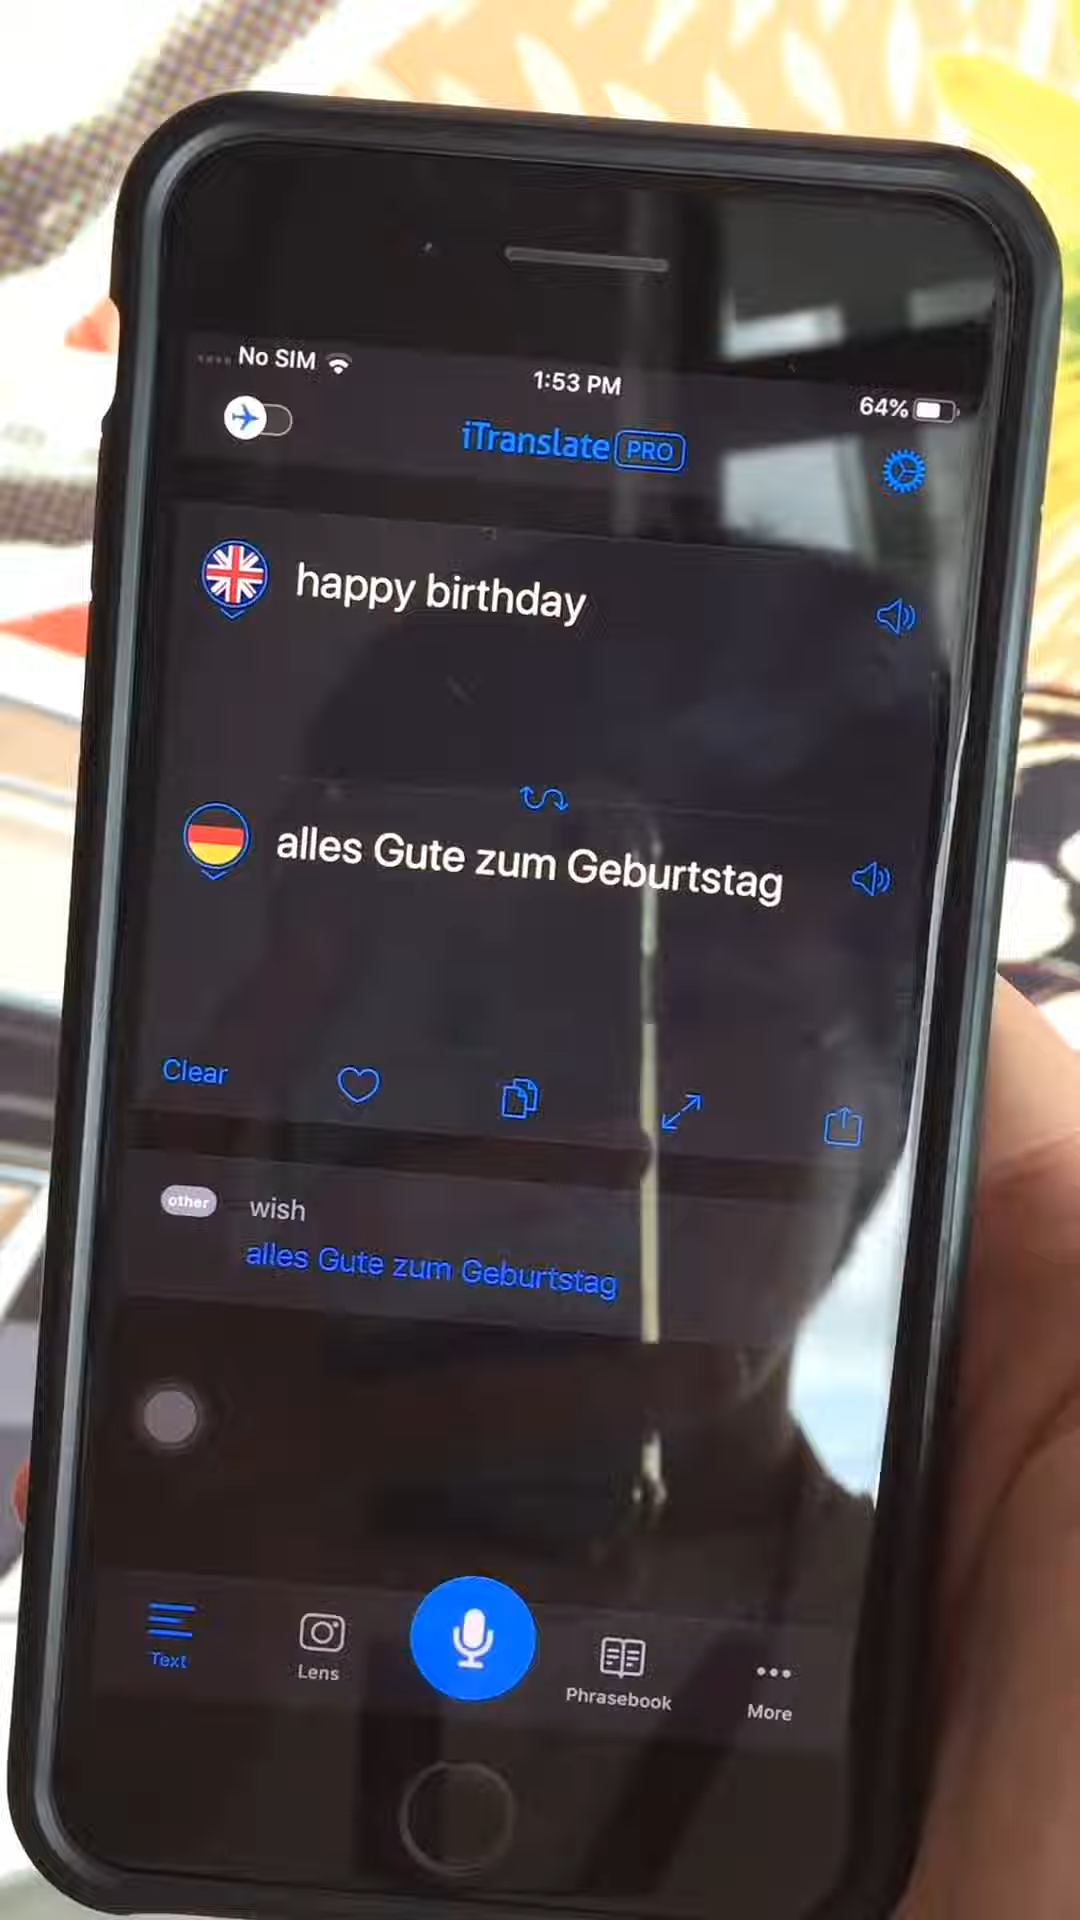 No SIM
1:53 PM
64%
iTranslate PRO
happy birthday
alles Gute zum Geburtstag
Clear
other wish
alles Gute zum Geburtstag
Text
Lens
Phrasebook
More